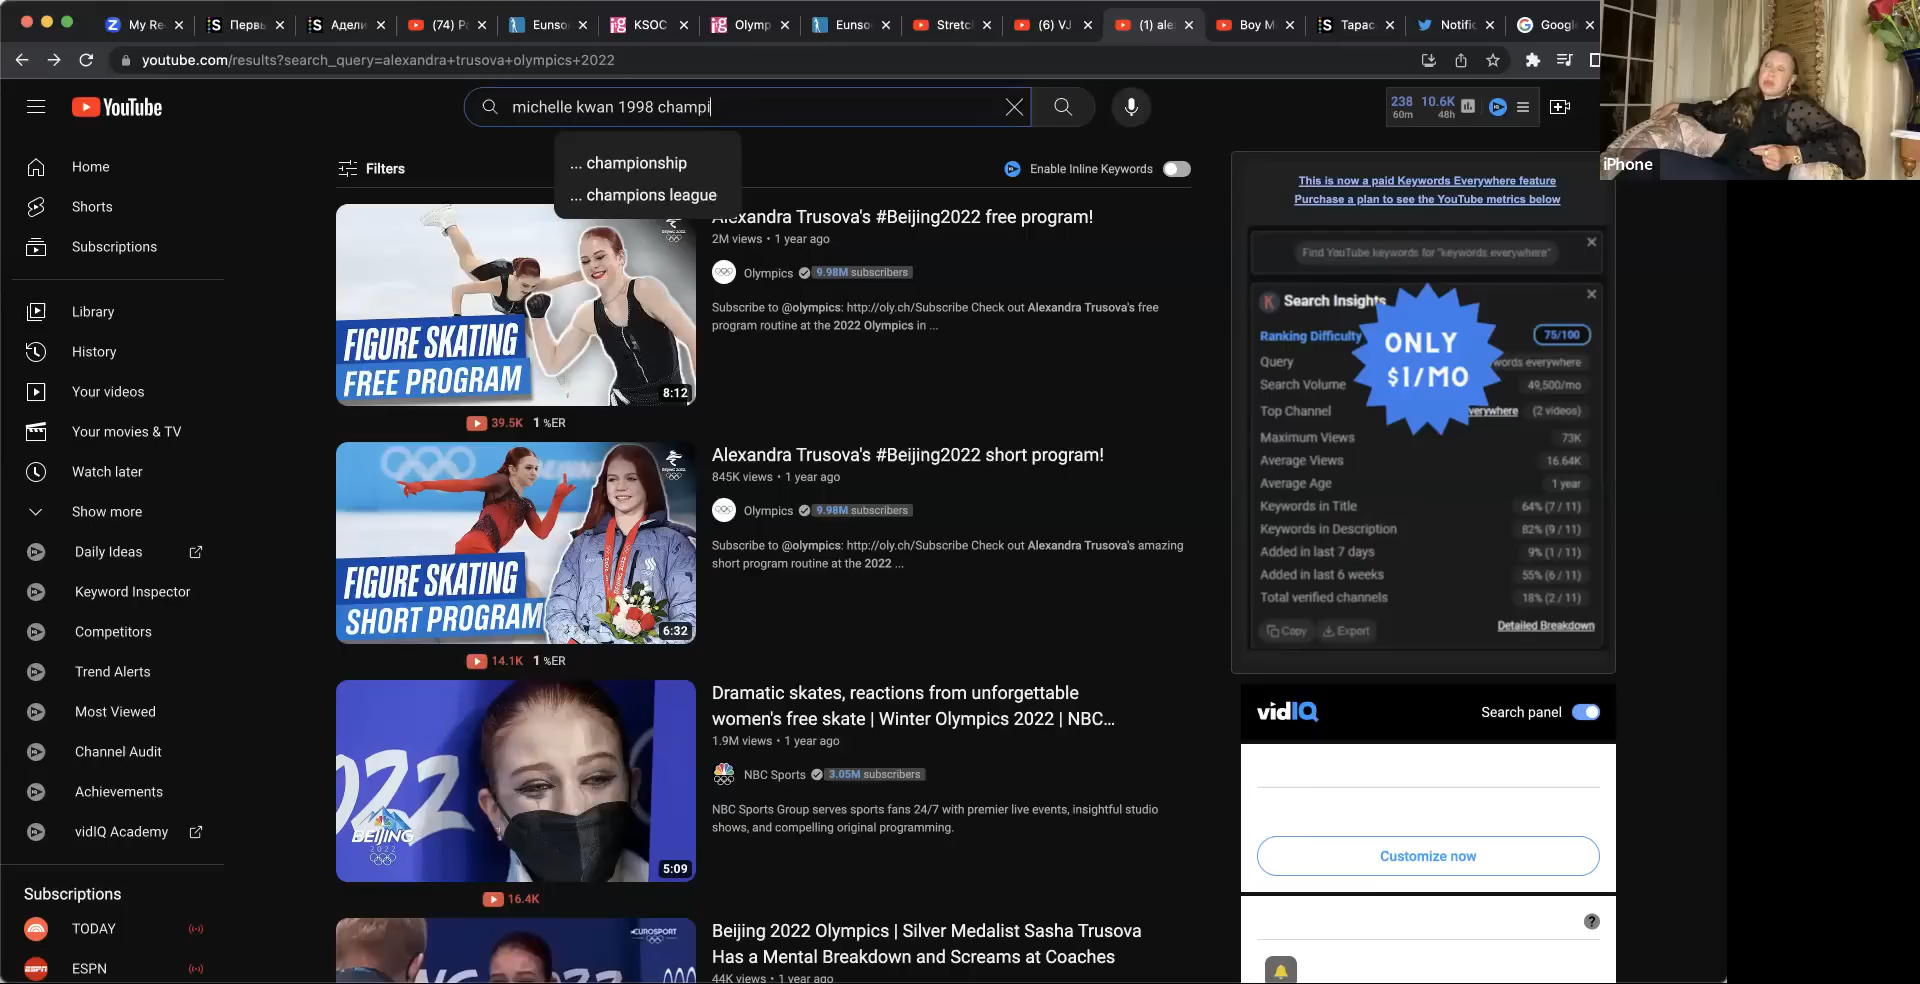 My Re
Первь
Адели
(74) P
Eunso
KSOC
Olymp
Eunso
Stretc
(6) VJ
(1) ale
Boy M
Тарас
Notific
Googl
youtube.com/results?search_query=alexandra+trusova+olympics+2022
YouTube
michelle kwan 1998 champi
238 10.6K
60m 48h
iPhone
... championship
... champions league
Home
Shorts
Subscriptions
Library
History
Your videos
Your movies & TV
Watch later
Show more
Daily Ideas
Keyword Inspector
Competitors
Trend Alerts
Most Viewed
Channel Audit
Achievements
vidIQ Academy
Subscriptions
TODAY
ESPN
Filters
Enable Inline Keywords
FIGURE SKATING
FREE PROGRAM
8:12
39.5K 1 %ER
Alexandra Trusova's #Beijing2022 free program!
2M views • 1 year ago
Olympics 9.98M subscribers
Subscribe to @olympics: http://oly.ch/Subscribe Check out Alexandra Trusova's free
program routine at the 2022 Olympics in ...
FIGURE SKATING
SHORT PROGRAM
6:32
14.1K 1 %ER
Alexandra Trusova's #Beijing2022 short program!
845K views • 1 year ago
Olympics 9.98M subscribers
Subscribe to @olympics: http://oly.ch/Subscribe Check out Alexandra Trusova's amazing
short program routine at the 2022 ...
2022
BEIJING
2022
5:09
16.4K
Dramatic skates, reactions from unforgettable
women's free skate | Winter Olympics 2022 | NBC...
1.9M views • 1 year ago
NBC Sports 3.05M subscribers
NBC Sports Group serves sports fans 24/7 with premier live events, insightful studio
shows, and compelling original programming.
EUROSPORT
Beijing 2022 Olympics | Silver Medalist Sasha Trusova
Has a Mental Breakdown and Screams at Coaches
44K views • 1 year ago
This is now a paid Keywords Everywhere feature
Purchase a plan to see the YouTube metrics below
Find YouTube keywords for "keywords everywhere"
Search Insights
ONLY
$1/MO
Ranking Difficulty 75/100
Query words everywhere
Search Volume 49,500/mo
Top Channel verywhere (2 videos)
Maximum Views 73K
Average Views 16.64K
Average Age 1 year
Keywords in Title 64% (7 / 11)
Keywords in Description 82% (9 / 11)
Added in last 7 days 9% (1 / 11)
Added in last 6 weeks 55% (6 / 11)
Total verified channels 18% (2 / 11)
Copy Export Detailed Breakdown
vidIQ Search panel
Customize now